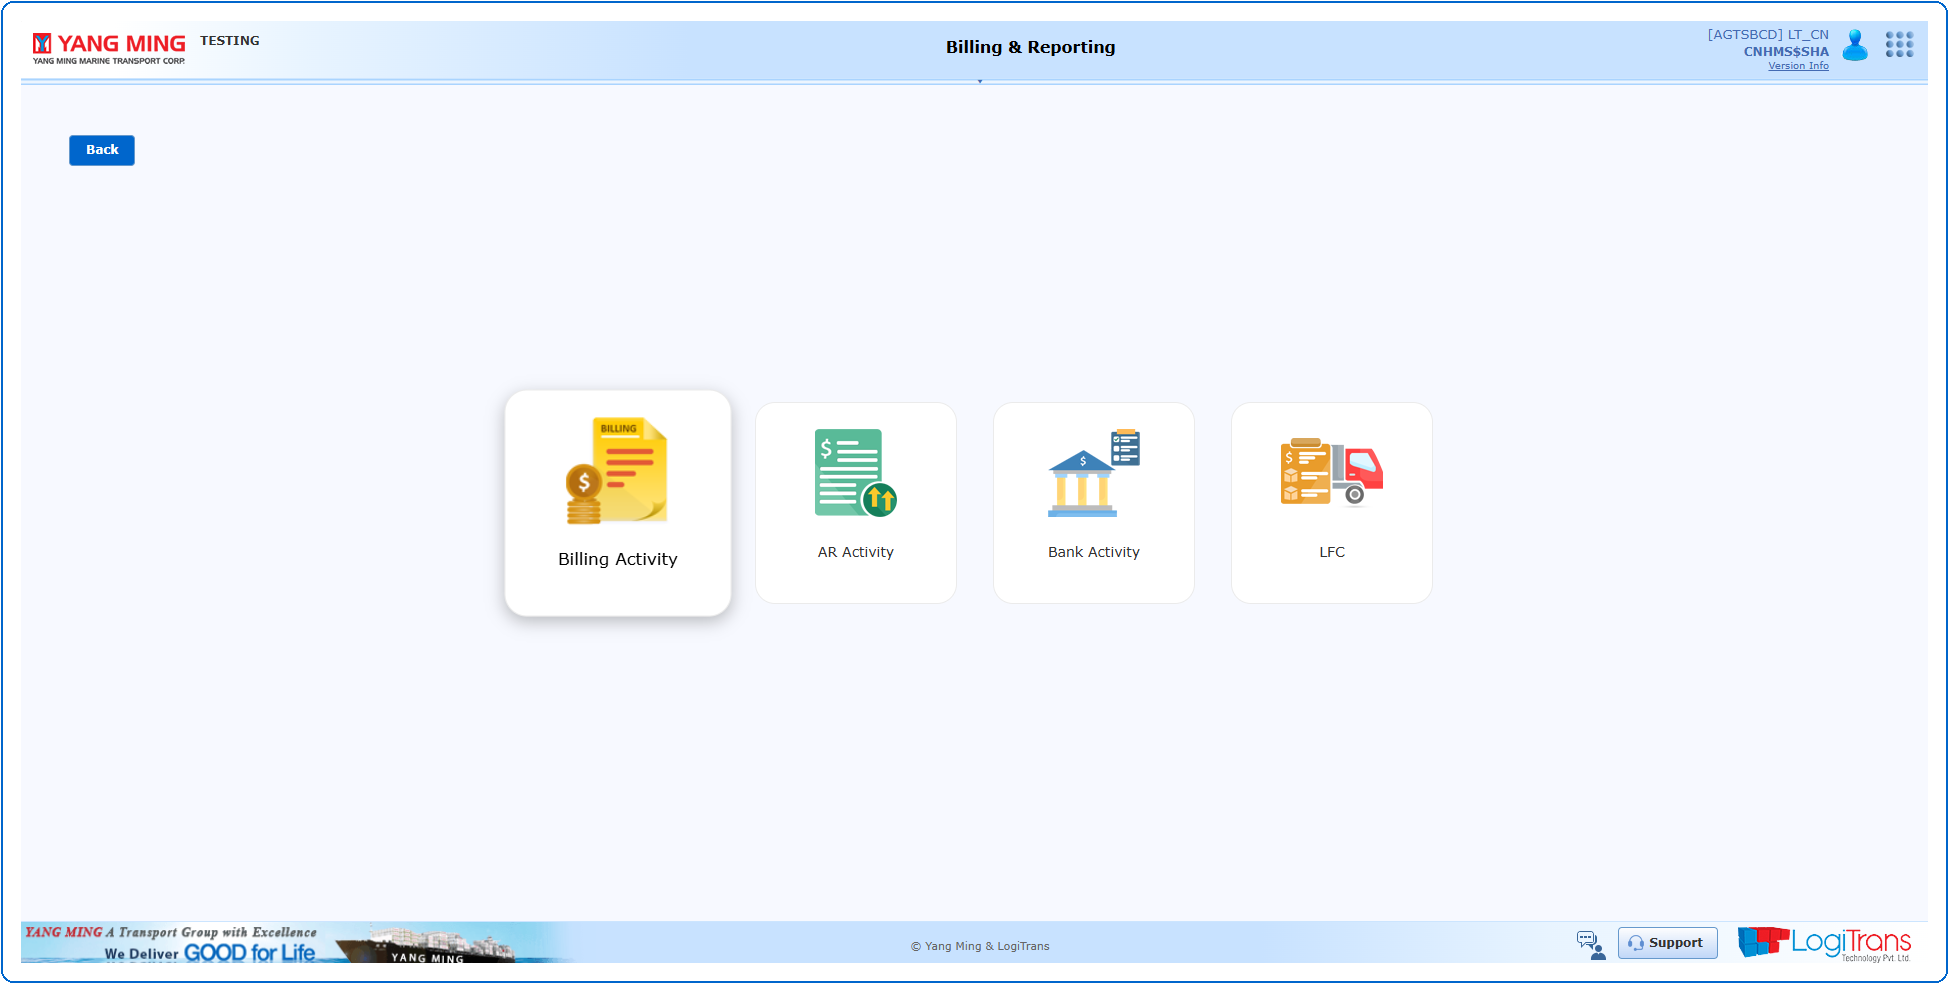 YANG MING
YANG MING MARINE TRANSPORT CORP.
TESTING
Billing & Reporting
[AGTSBCD] LT_CN
CNHMS$SHA
Version Info
Back
BILLING
$
Billing Activity
$
AR Activity
$
Bank Activity
$
LFC
YANG MING A Transport Group with Excellence
We Deliver GOOD for Life
YANG MING
© Yang Ming & LogiTrans
Support
LogiTrans
Technology Pvt. Ltd.